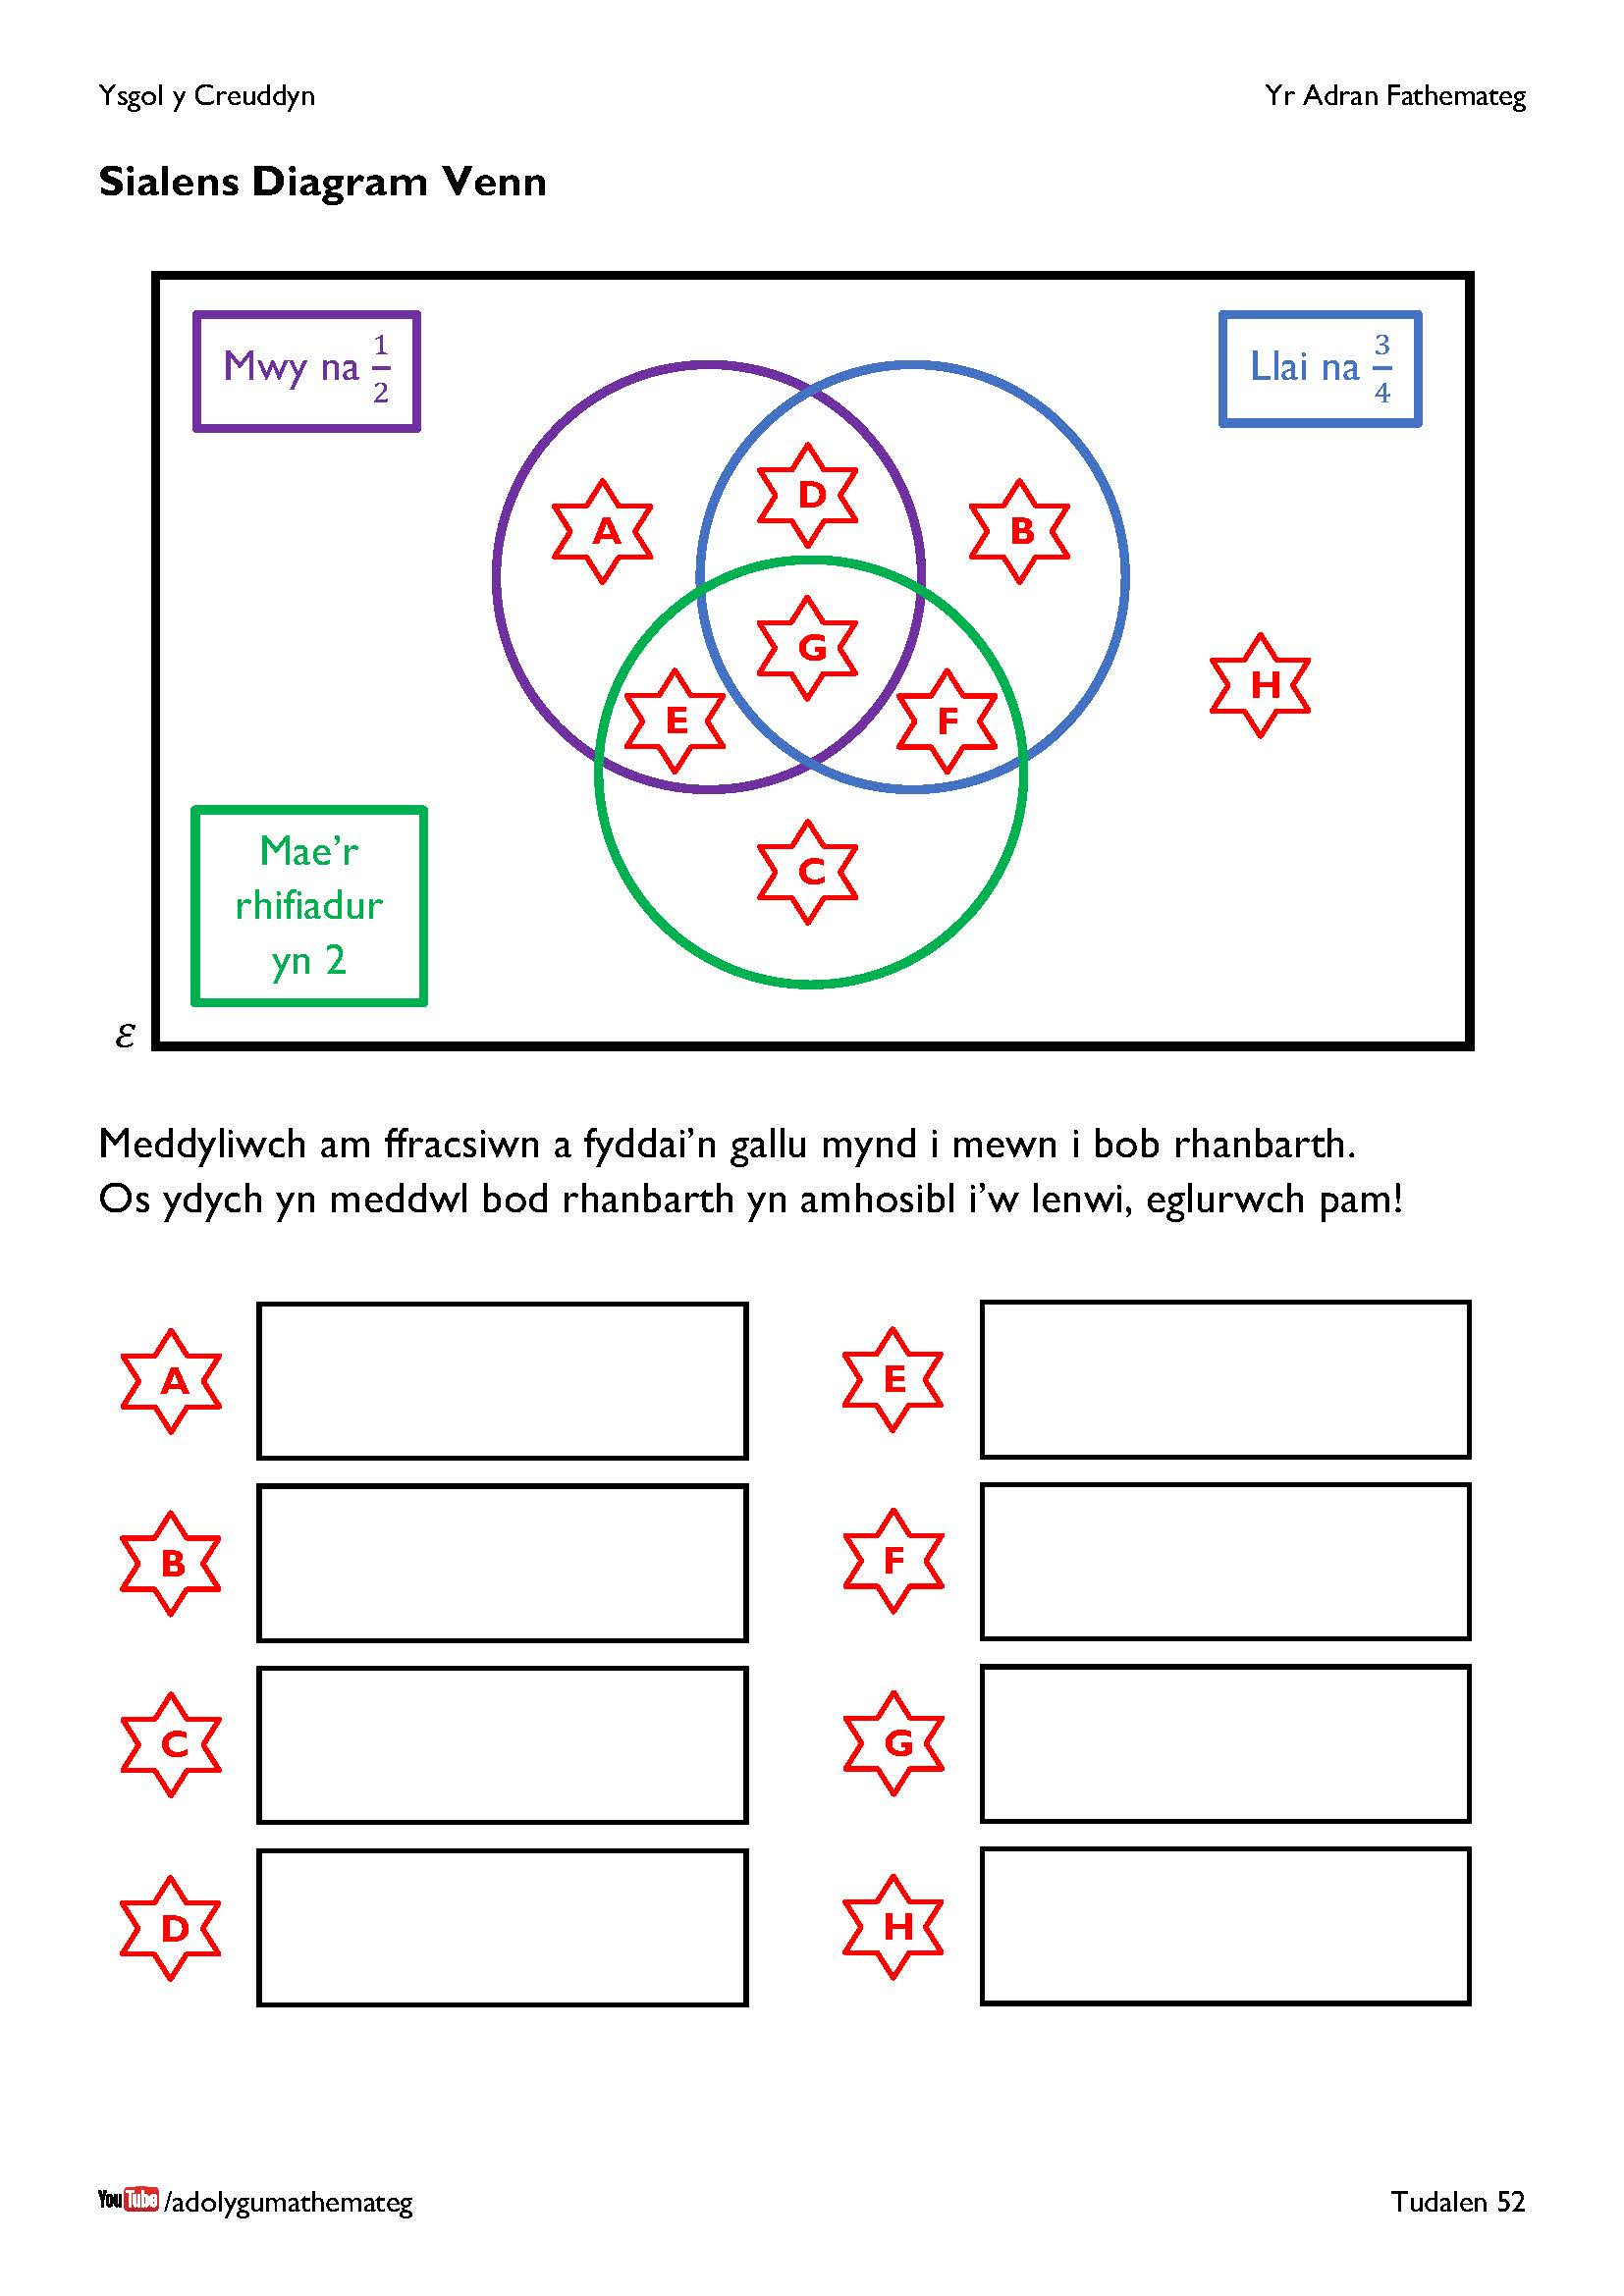 Ysgol y Creuddyn
Yr Adran Fathemateg
Sialens Diagram Venn
Mwy na 1/2
Llai na 3/4
D
A
B
G
H
E
F
Mae’r
rhifiadur
yn 2
C
ε
Meddyliwch am ffracsiwn a fyddai’n gallu mynd i mewn i bob rhanbarth.
Os ydych yn meddwl bod rhanbarth yn amhosibl i’w lenwi, eglurwch pam!
A
E
B
F
C
G
D
H
YouTube/adolygumathemateg
Tudalen 52